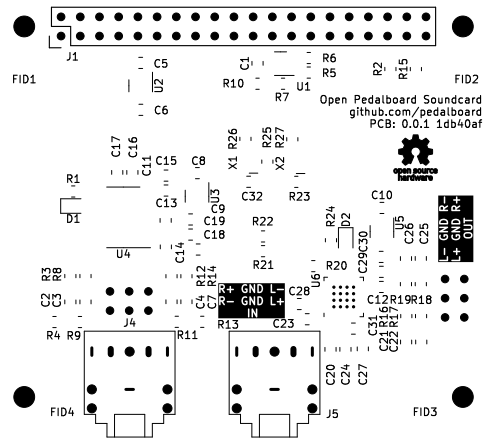 J1
FID1
FID2
C5
U2
C6
C1
R10
U1
R7
R6
R5
R2
R15
Open Pedalboard Soundcard
github.com/pedalboard
PCB: 0.0.1 1db40af
open source
hardware
C17
C16
C11
C15
C8
R26
R25
R27
X1
X2
C32
R23
R1
D1
C13
U3
C9
C19
C18
C14
U4
R22
R21
R24
D2
C10
C30
C29
U5
C26
C25
L- GND R-
L+ GND R+
OUT
R3
R8
R12
R14
C2
C3
C4
C7
J4
R4
R9
R11
R13
R+ GND L-
R- GND L+
IN
U6
R20
C28
C23
C12
R19
R18
C31
C21
R16
C22
R17
C20
C24
C27
J5
FID4
FID3